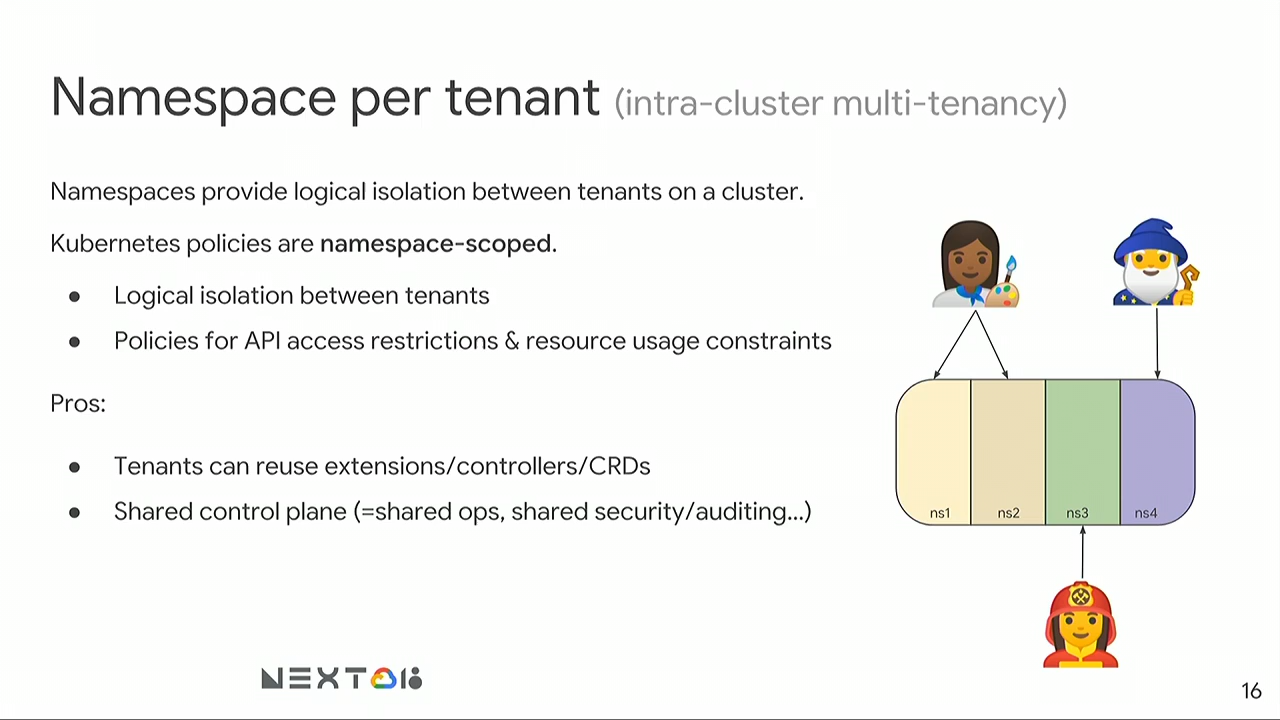 Namespace per tenant (intra-cluster multi-tenancy)
Namespaces provide logical isolation between tenants on a cluster.
Kubernetes policies are namespace-scoped.
● Logical isolation between tenants
● Policies for API access restrictions & resource usage constraints
Pros:
● Tenants can reuse extensions/controllers/CRDs
● Shared control plane (=shared ops, shared security/auditing...)
ns1 ns2 ns3 ns4
NEXT 18
16